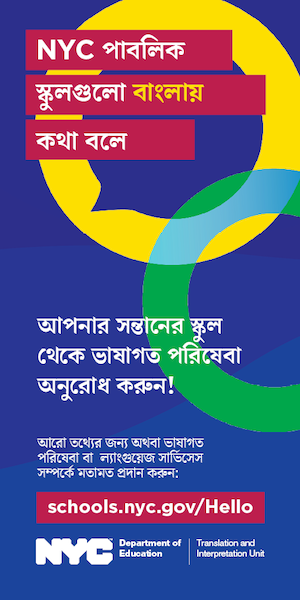 NYC পাবলিক
স্কুলগুলো বাংলায়
কথা বলে
আপনার সন্তানের স্কুল
থেকে ভাষাগত পরিষেবা
অনুরোধ করুন!
আরো তথ্যের জন্য অথবা ভাষাগত
পরিষেবা বা ল্যাংগুয়েজ সার্ভিসেস
সম্পর্কে মতামত প্রদান করুন:
schools.nyc.gov/Hello
NYC Department of Education
Translation and Interpretation Unit